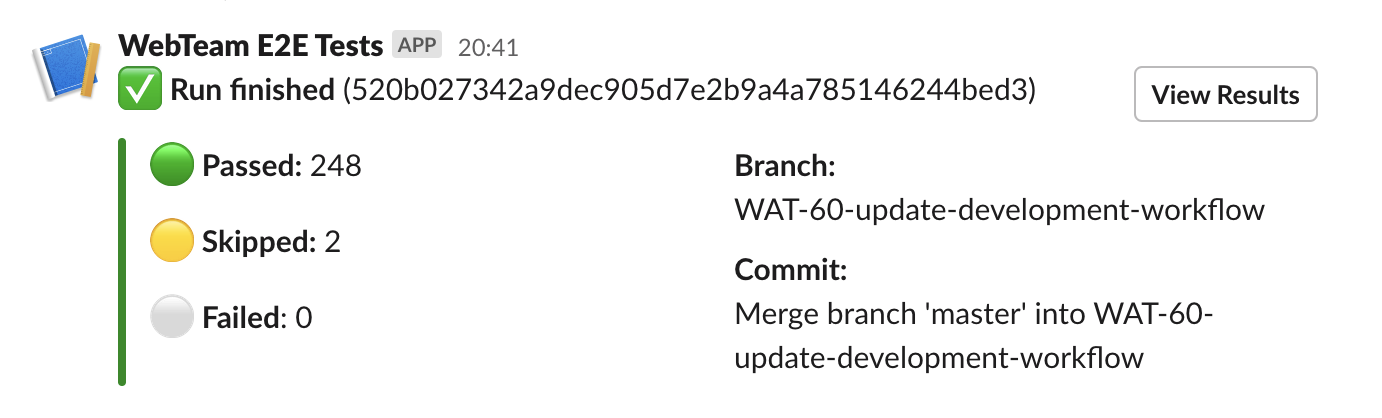 WebTeam E2E Tests APP 20:41
Run finished (520b027342a9dec905d7e2b9a4a785146244bed3)
View Results
Passed: 248
Skipped: 2
Failed: 0
Branch:
WAT-60-update-development-workflow
Commit:
Merge branch 'master' into WAT-60-
update-development-workflow